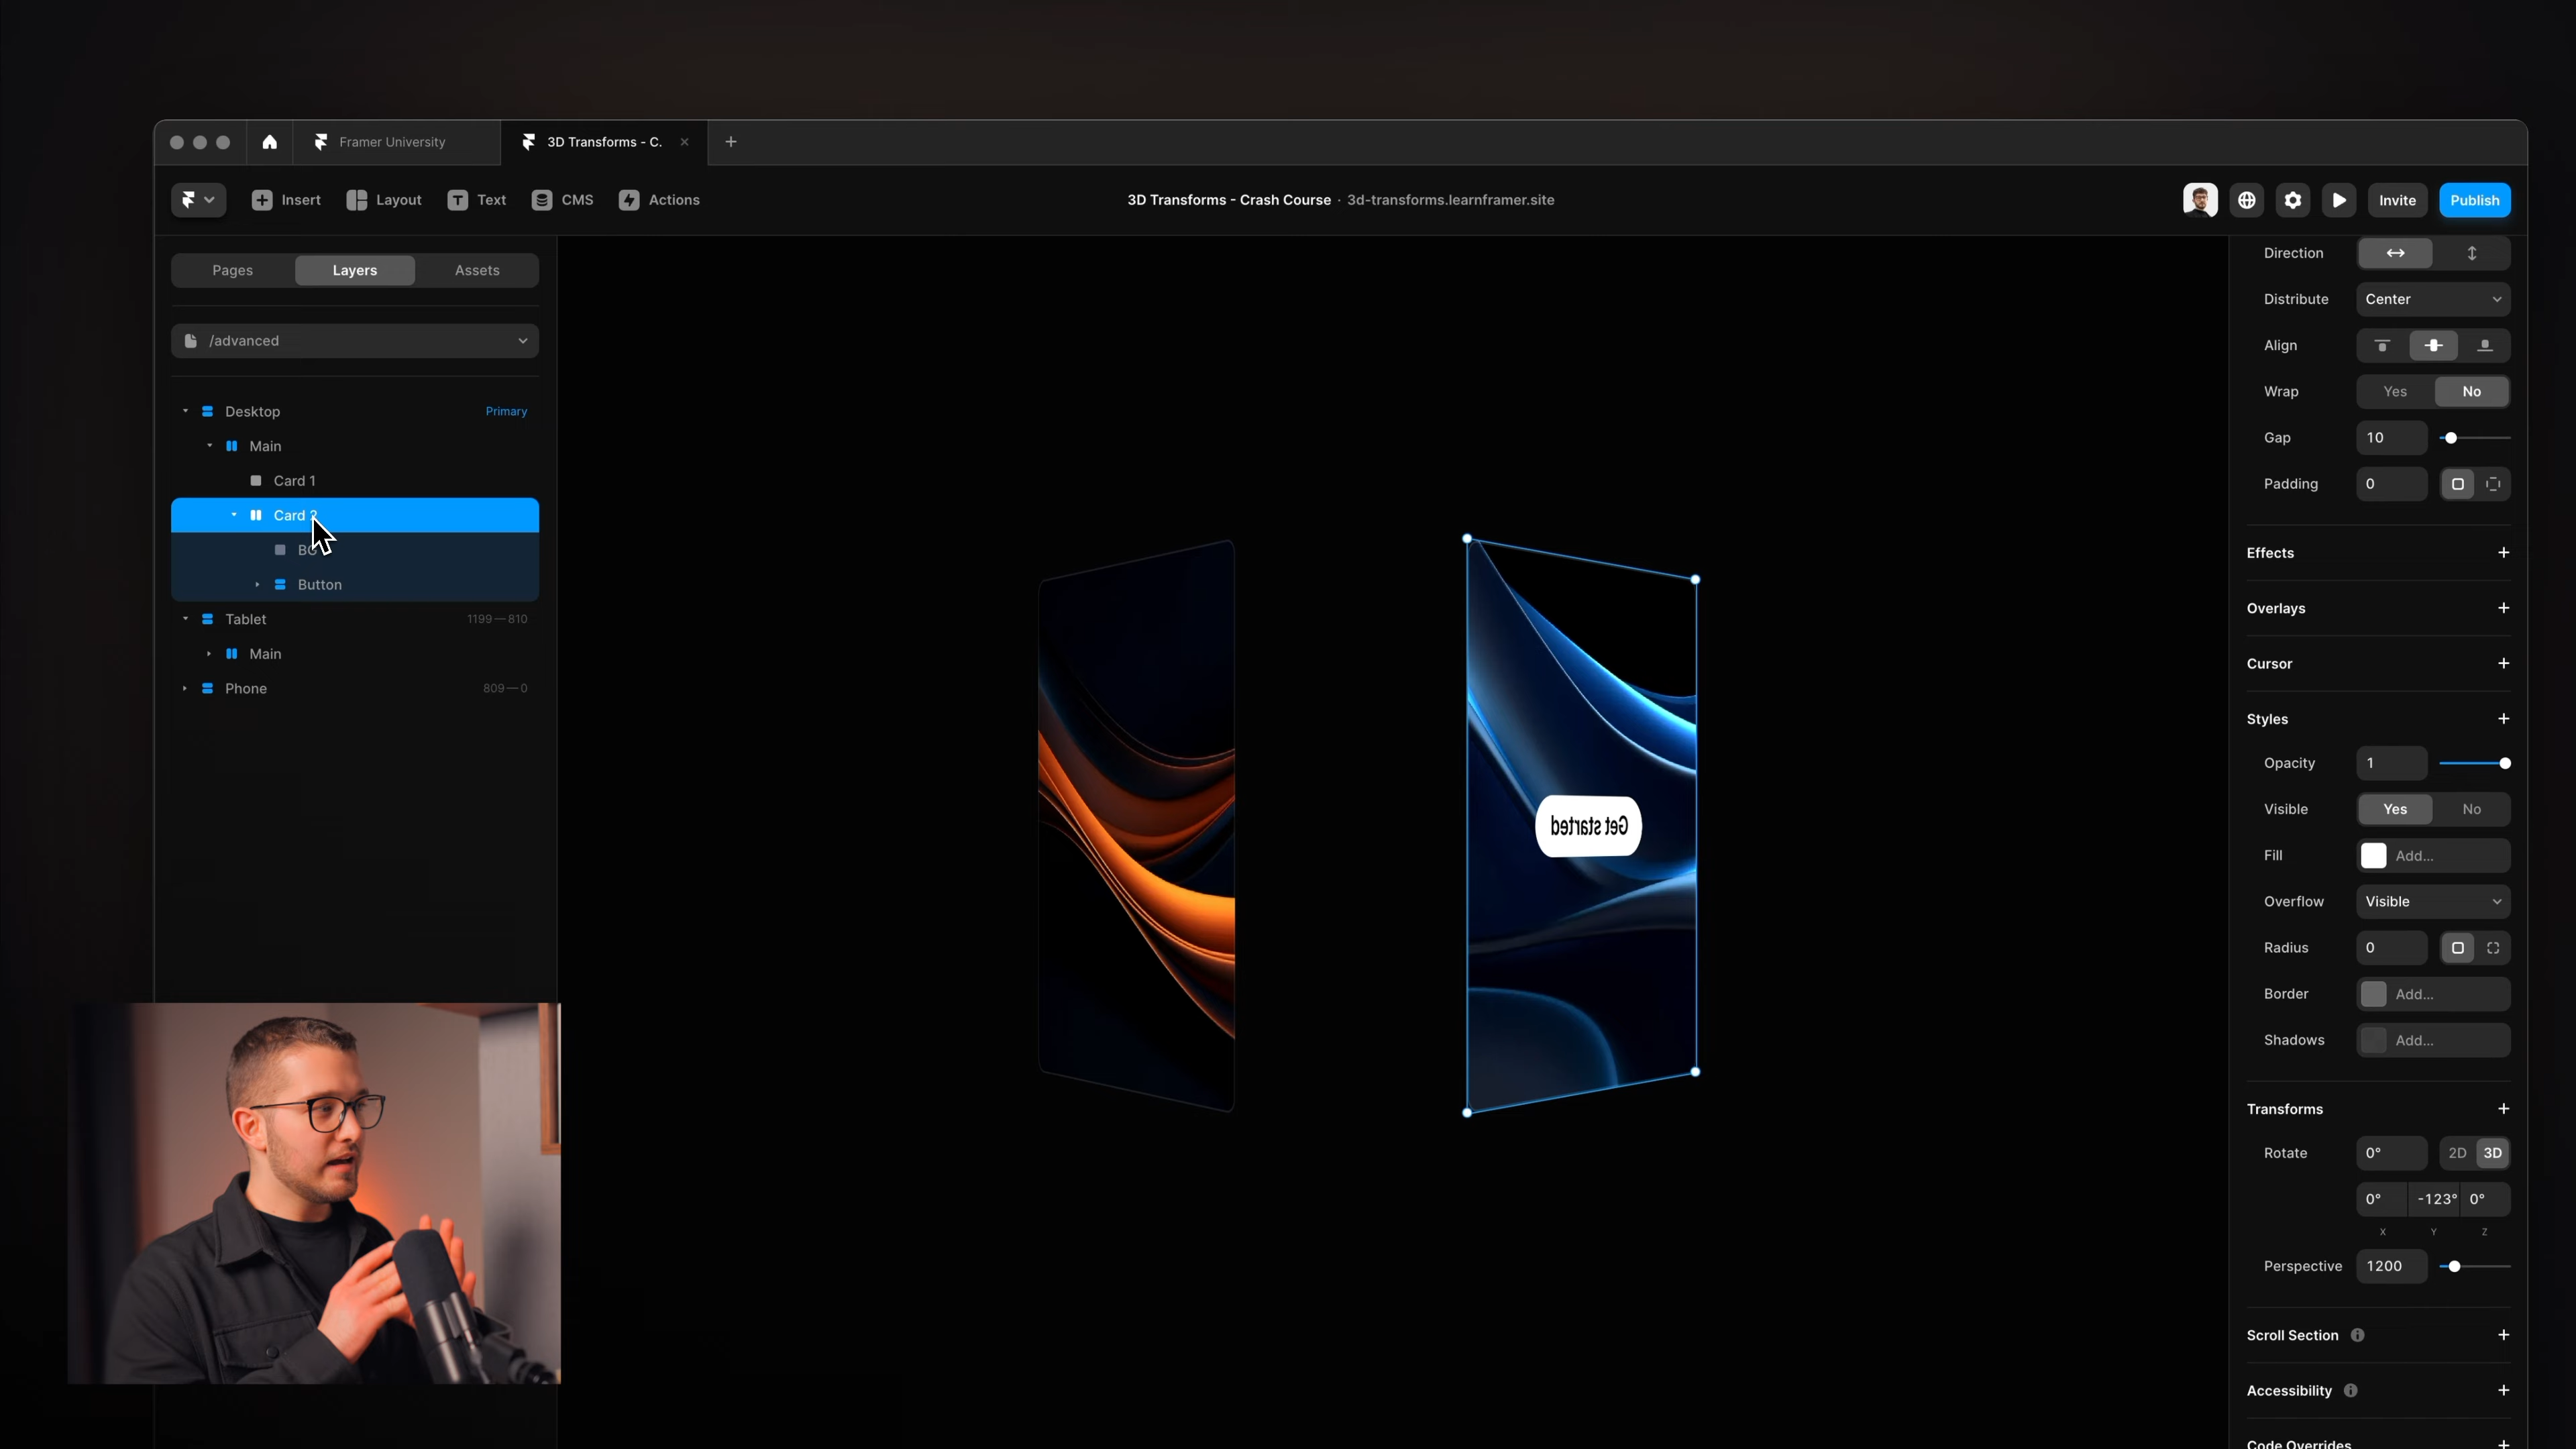 Framer University
3D Transforms - C.
Insert
Layout
Text
CMS
Actions
3D Transforms - Crash Course · 3d-transforms.learnframer.site
Invite
Publish
Pages
Layers
Assets
/advanced
Desktop
Primary
Main
Card 1
Card 2
Button
Tablet
1199 — 810
Main
Phone
809 — 0
Get started
Direction
Distribute
Center
Align
Wrap
Yes
No
Gap
10
Padding
0
Effects
Overlays
Cursor
Styles
Opacity
1
Visible
Yes
No
Fill
Add...
Overflow
Visible
Radius
0
Border
Add...
Shadows
Add...
Transforms
Rotate
0°
2D
3D
0°
-123°
0°
X
Y
Z
Perspective
1200
Scroll Section
Accessibility
Code Overrides